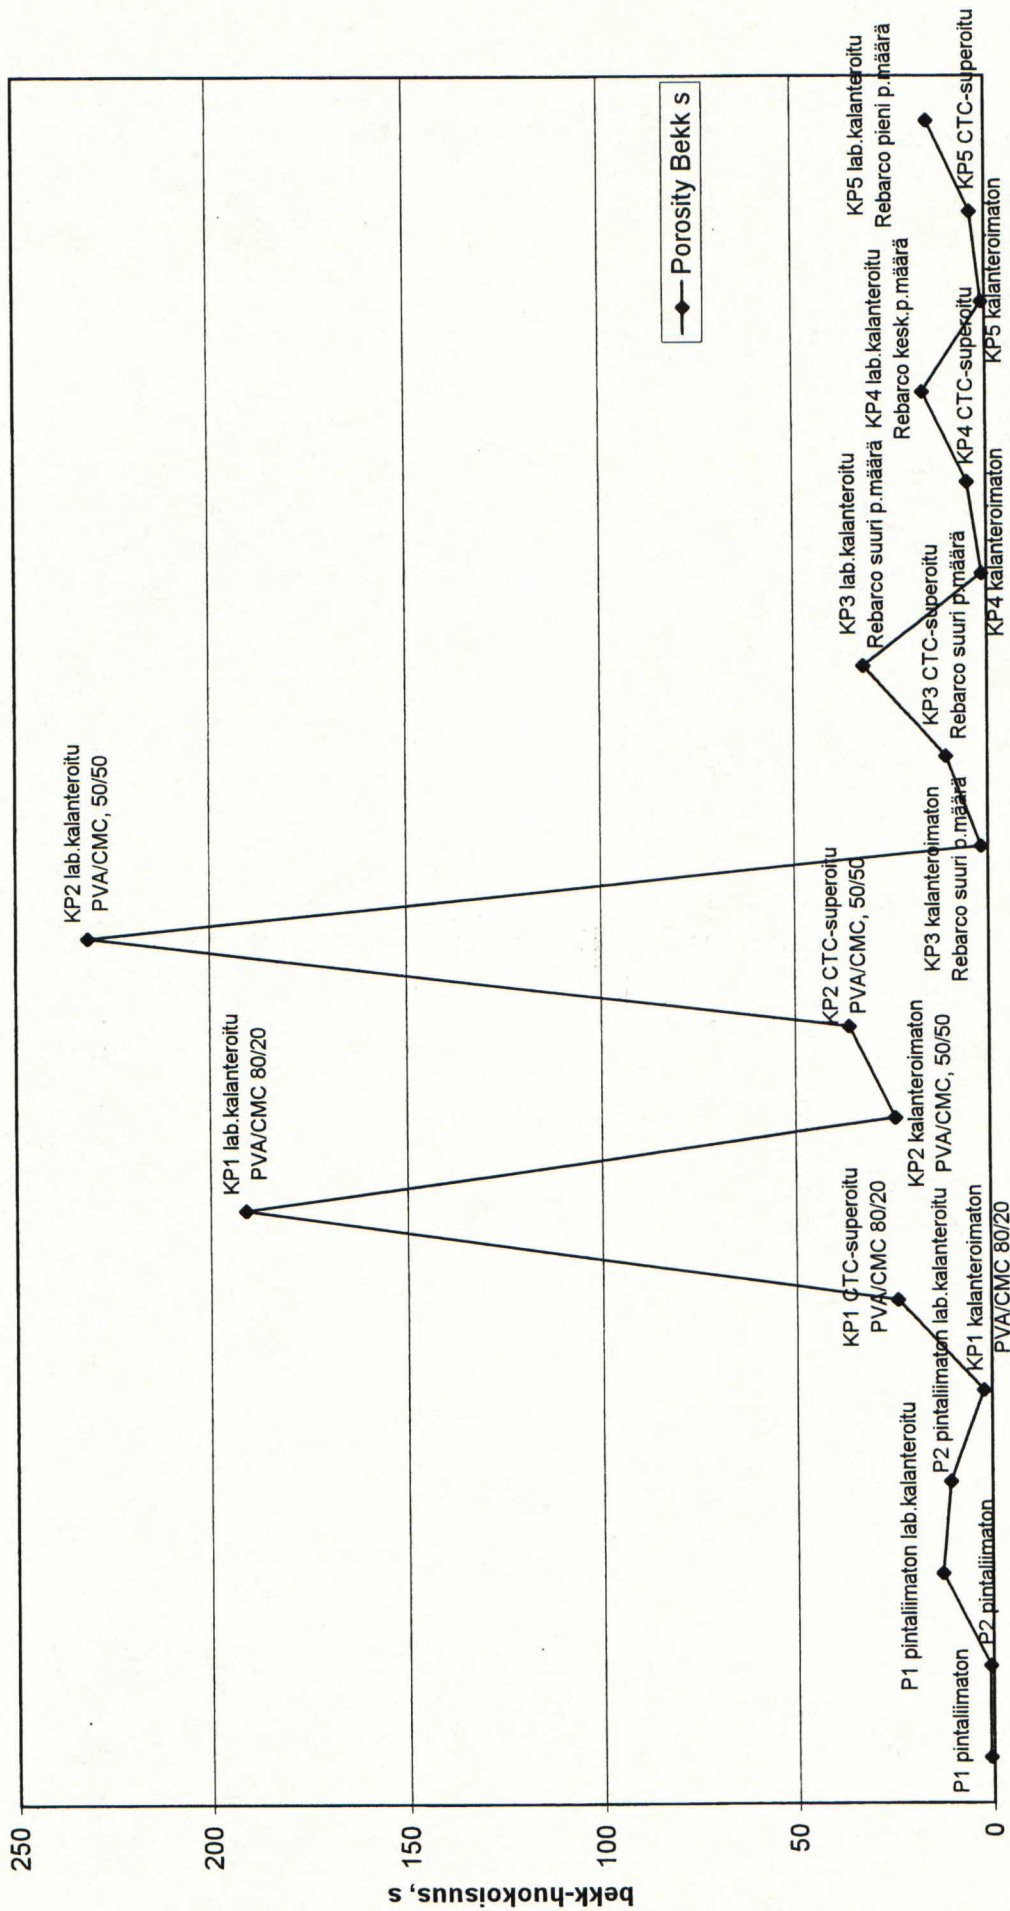 bekk-huokoisuus, s
250
200
150
100
50
0
P1 pintaliimaton
P2 pintaliimaton
P1 pintaliimaton lab.kalanteroitu
P2 pintaliimaton lab.kalanteroitu
KP1 kalanteroimaton
PVA/CMC 80/20
KP1 CTC-superoitu
PVA/CMC 80/20
KP1 lab.kalanteroitu
PVA/CMC 80/20
KP2 kalanteroimaton
PVA/CMC, 50/50
KP2 CTC-superoitu
PVA/CMC, 50/50
KP2 lab.kalanteroitu
PVA/CMC, 50/50
KP3 kalanteroimaton
Rebarco suuri p.määrä
KP3 CTC-superoitu
Rebarco suuri p.määrä
KP3 lab.kalanteroitu
Rebarco suuri p.määrä
KP4 kalanteroimaton
KP4 CTC-superoitu
KP4 lab.kalanteroitu
Rebarco kesk.p.määrä
KP5 kalanteroimaton
KP5 CTC-superoitu
KP5 lab.kalanteroitu
Rebarco pieni p.määrä
Porosity Bekk s